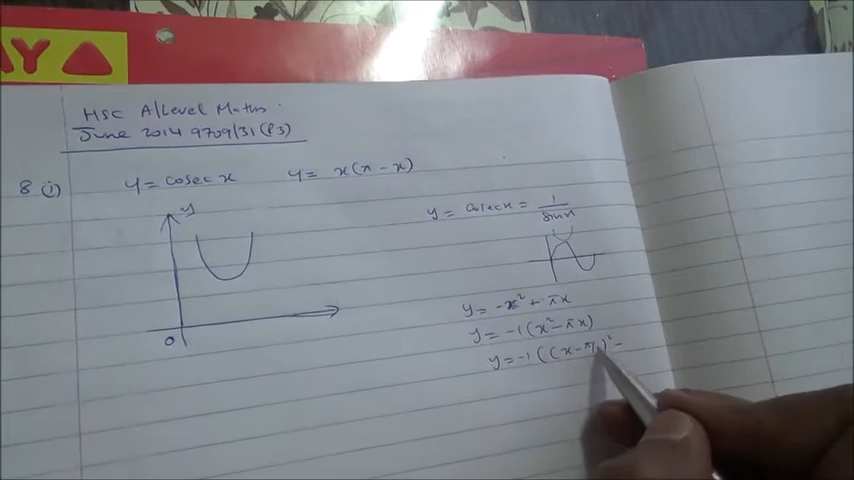 AY
HSC A/Level Maths
June 2014 9709/31 (P3)
8 (i) y = cosec x y = x(π - x)
y
0
y = cosec x = 1/sin x
y = -x² + πx
y = -1(x² - πx)
y = -1((x - π/2)² -